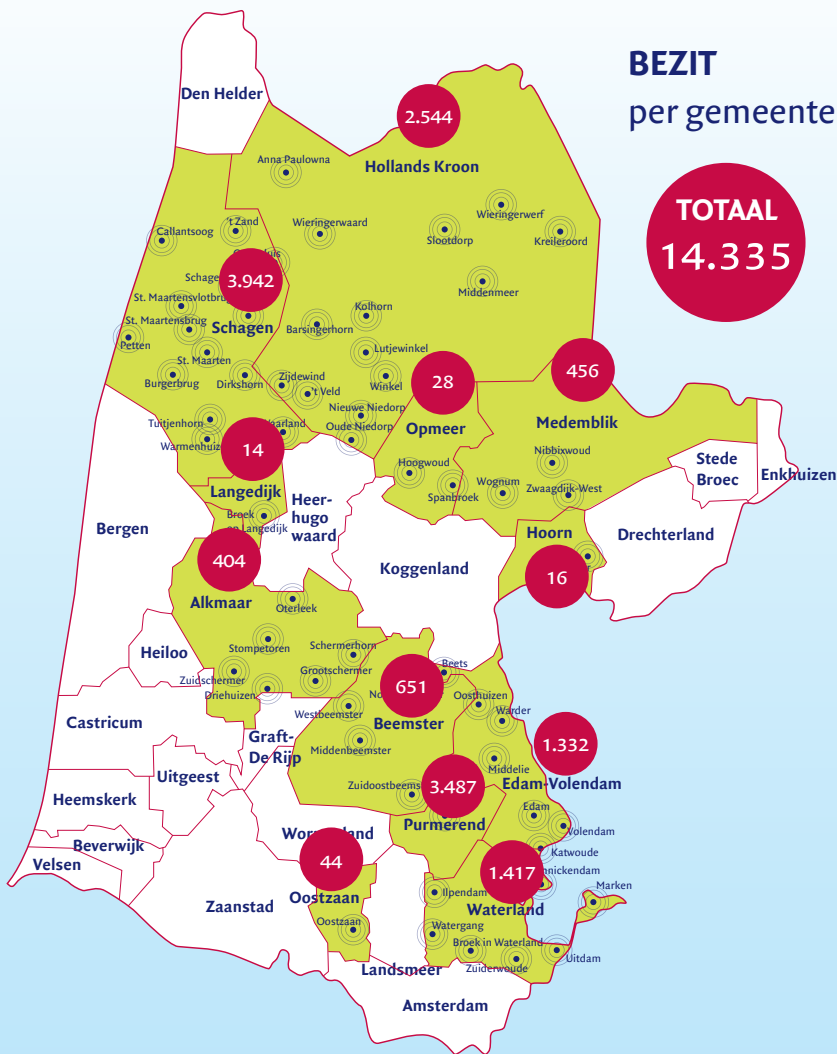 BEZIT
per gemeente
TOTAAL
14.335
Den Helder
2.544
Anna Paulowna
Hollands Kroon
't Zand
Wieringerwaard
Wieringerwerf
Callantsoog
Slootdorp
Kreileroord
3.942
Middenmeer
St. Maartensvlotbrug
Kolhorn
St. Maartensbrug
Schagen
Barsingerhorn
Petten
St. Maarten
Lutjewinkel
Burgerbrug
Dirkshorn
Zijdewind
Winkel
28
456
't Veld
Nieuwe Niedorp
Tuitjenhorn
Oude Niedorp
Opmeer
Medemblik
Warmenhuizen
14
Nibbixwoud
Hoogwoud
Stede
Broec
Enkhuizen
Langedijk
Heer-
hugo
waard
Spanbroek
Wognum
Zwaagdijk-West
Broek
op Langedijk
Bergen
Hoorn
Drechterland
404
Koggenland
16
Alkmaar
Oterleek
Stompetoren
Schermerhorn
Heiloo
Zuidschermer
Grootschermer
Beets
Driehuizen
651
Oosthuizen
Westbeemster
Beemster
Warder
Castricum
Graft-
De Rijp
Middenbeemster
1.332
Uitgeest
Middelie
Zuidoostbeemster
3.487
Edam-Volendam
Heemskerk
Edam
Purmerend
Volendam
Beverwijk
Katwoude
Velsen
44
1.417
Marken
Oostzaan
Ilpendam
Zaanstad
Waterland
Oostzaan
Watergang
Broek in Waterland
Uitdam
Landsmeer
Zuiderwoude
Amsterdam